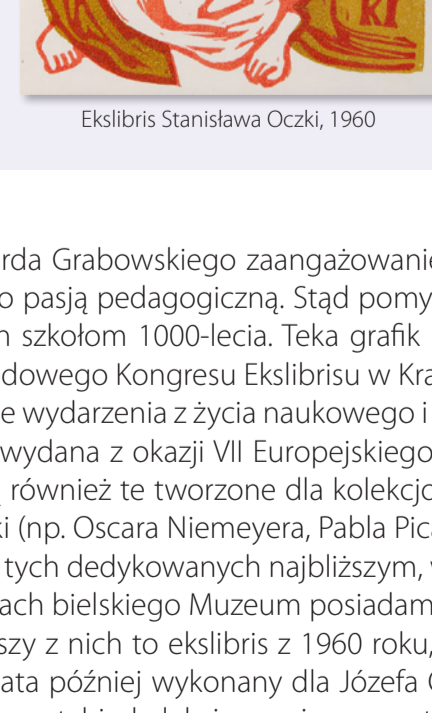 KI
Ekslibris Stanisława Oczki, 1960
rda Grabowskiego zaangażowanie
o pasją pedagogiczną. Stąd pomy
szkołom 1000-lecia. Teka grafik
dowego Kongresu Ekslibrisu w Kra
e wydarzenia z życia naukowego i
wydana z okazji VII Europejskiego
również te tworzone dla kolekcjo
ki (np. Oscara Niemeyera, Pabla Pica
tych dedykowanych najbliższym,
ach bielskiego Muzeum posiadam
szy z nich to ekslibris z 1960 roku,
ata później wykonany dla Józefa